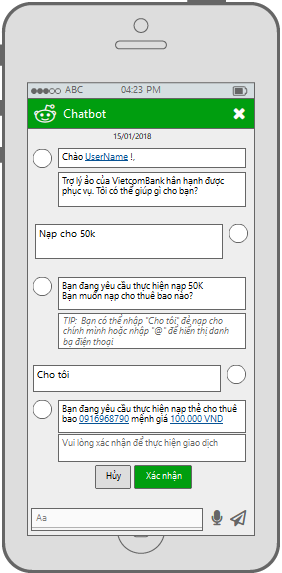 ABC 04:23 PM
Chatbot
15/01/2018
Chào UserName !,
Trợ lý ảo của VietcomBank hân hạnh được
phục vụ. Tôi có thể giúp gì cho bạn?
Nạp cho 50k
Bạn đang yêu cầu thực hiện nạp 50K
Bạn muốn nạp cho thuê bao nào?
TIP: Bạn có thể nhập "Cho tôi" để nạp cho
chính mình hoặc nhập "@" để hiển thị danh
bạ điện thoại
Cho tôi
Bạn đang yêu cầu thực hiện nạp thẻ cho thuê
bao 0916968790 mệnh giá 100.000 VND
Vui lòng xác nhận để thực hiện giao dịch
Hủy
Xác nhận
Aa